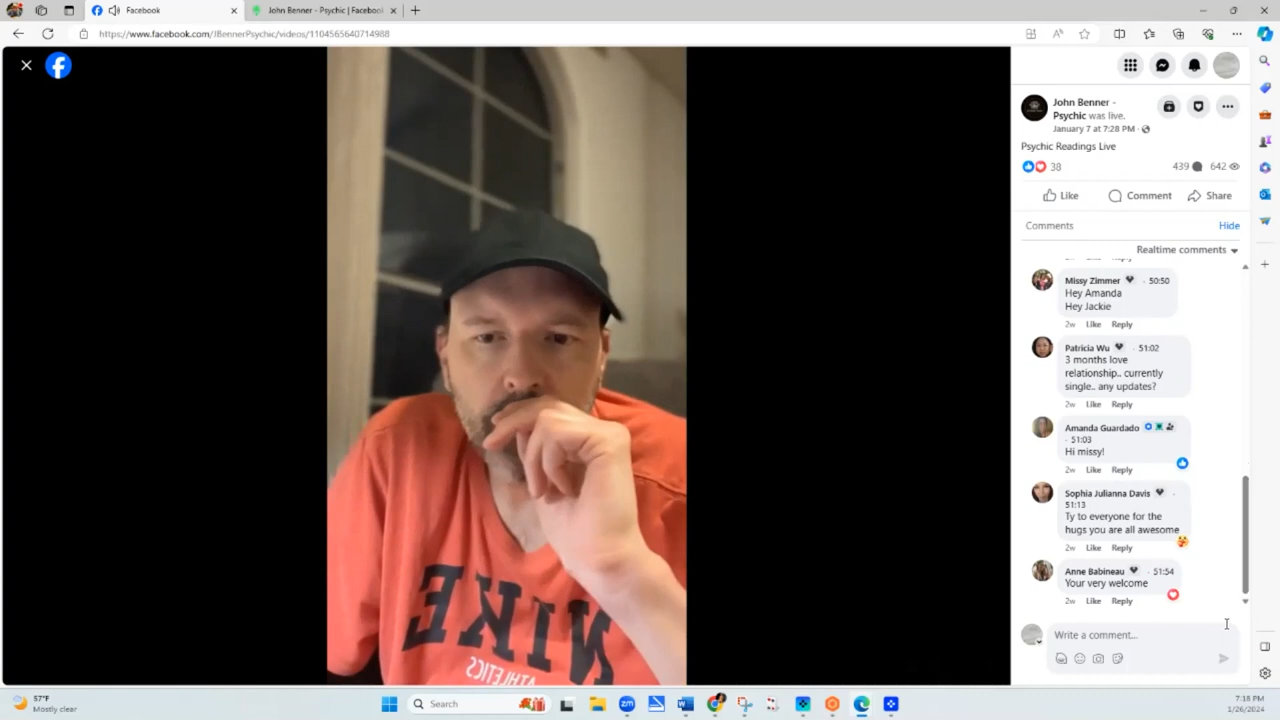 Facebook
John Benner - Psychic | Facebook
https://www.facebook.com/JBennerPsychic/videos/1104565640714988
John Benner -
Psychic was live.
January 7 at 7:28 PM ·
Psychic Readings Live
38
439
642
Like
Comment
Share
Comments
Hide
Realtime comments
Missy Zimmer · 50:50
Hey Amanda
Hey Jackie
2w Like Reply
Patricia Wu · 51:02
3 months love
relationship.. currently
single.. any updates?
2w Like Reply
Amanda Guardado
· 51:03
Hi missy!
2w Like Reply
Sophia Julianna Davis ·
51:13
Ty to everyone for the
hugs you are all awesome
2w Like Reply
Anne Babineau · 51:54
Your very welcome
2w Like Reply
Write a comment...
NIKE
ATHLETICS
57°F
Mostly clear
Search
7:18 PM
1/26/2024